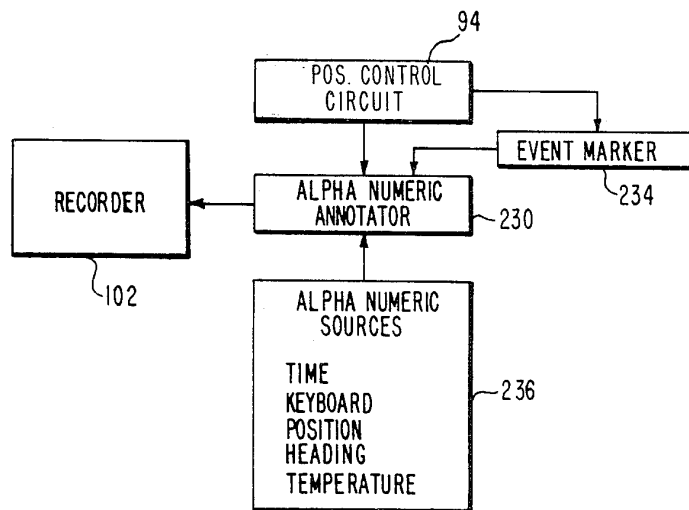 94
POS. CONTROL
CIRCUIT
EVENT MARKER
234
RECORDER
102
ALPHA NUMERIC
ANNOTATOR
230
ALPHA NUMERIC
SOURCES
TIME
KEYBOARD
POSITION
HEADING
TEMPERATURE
236